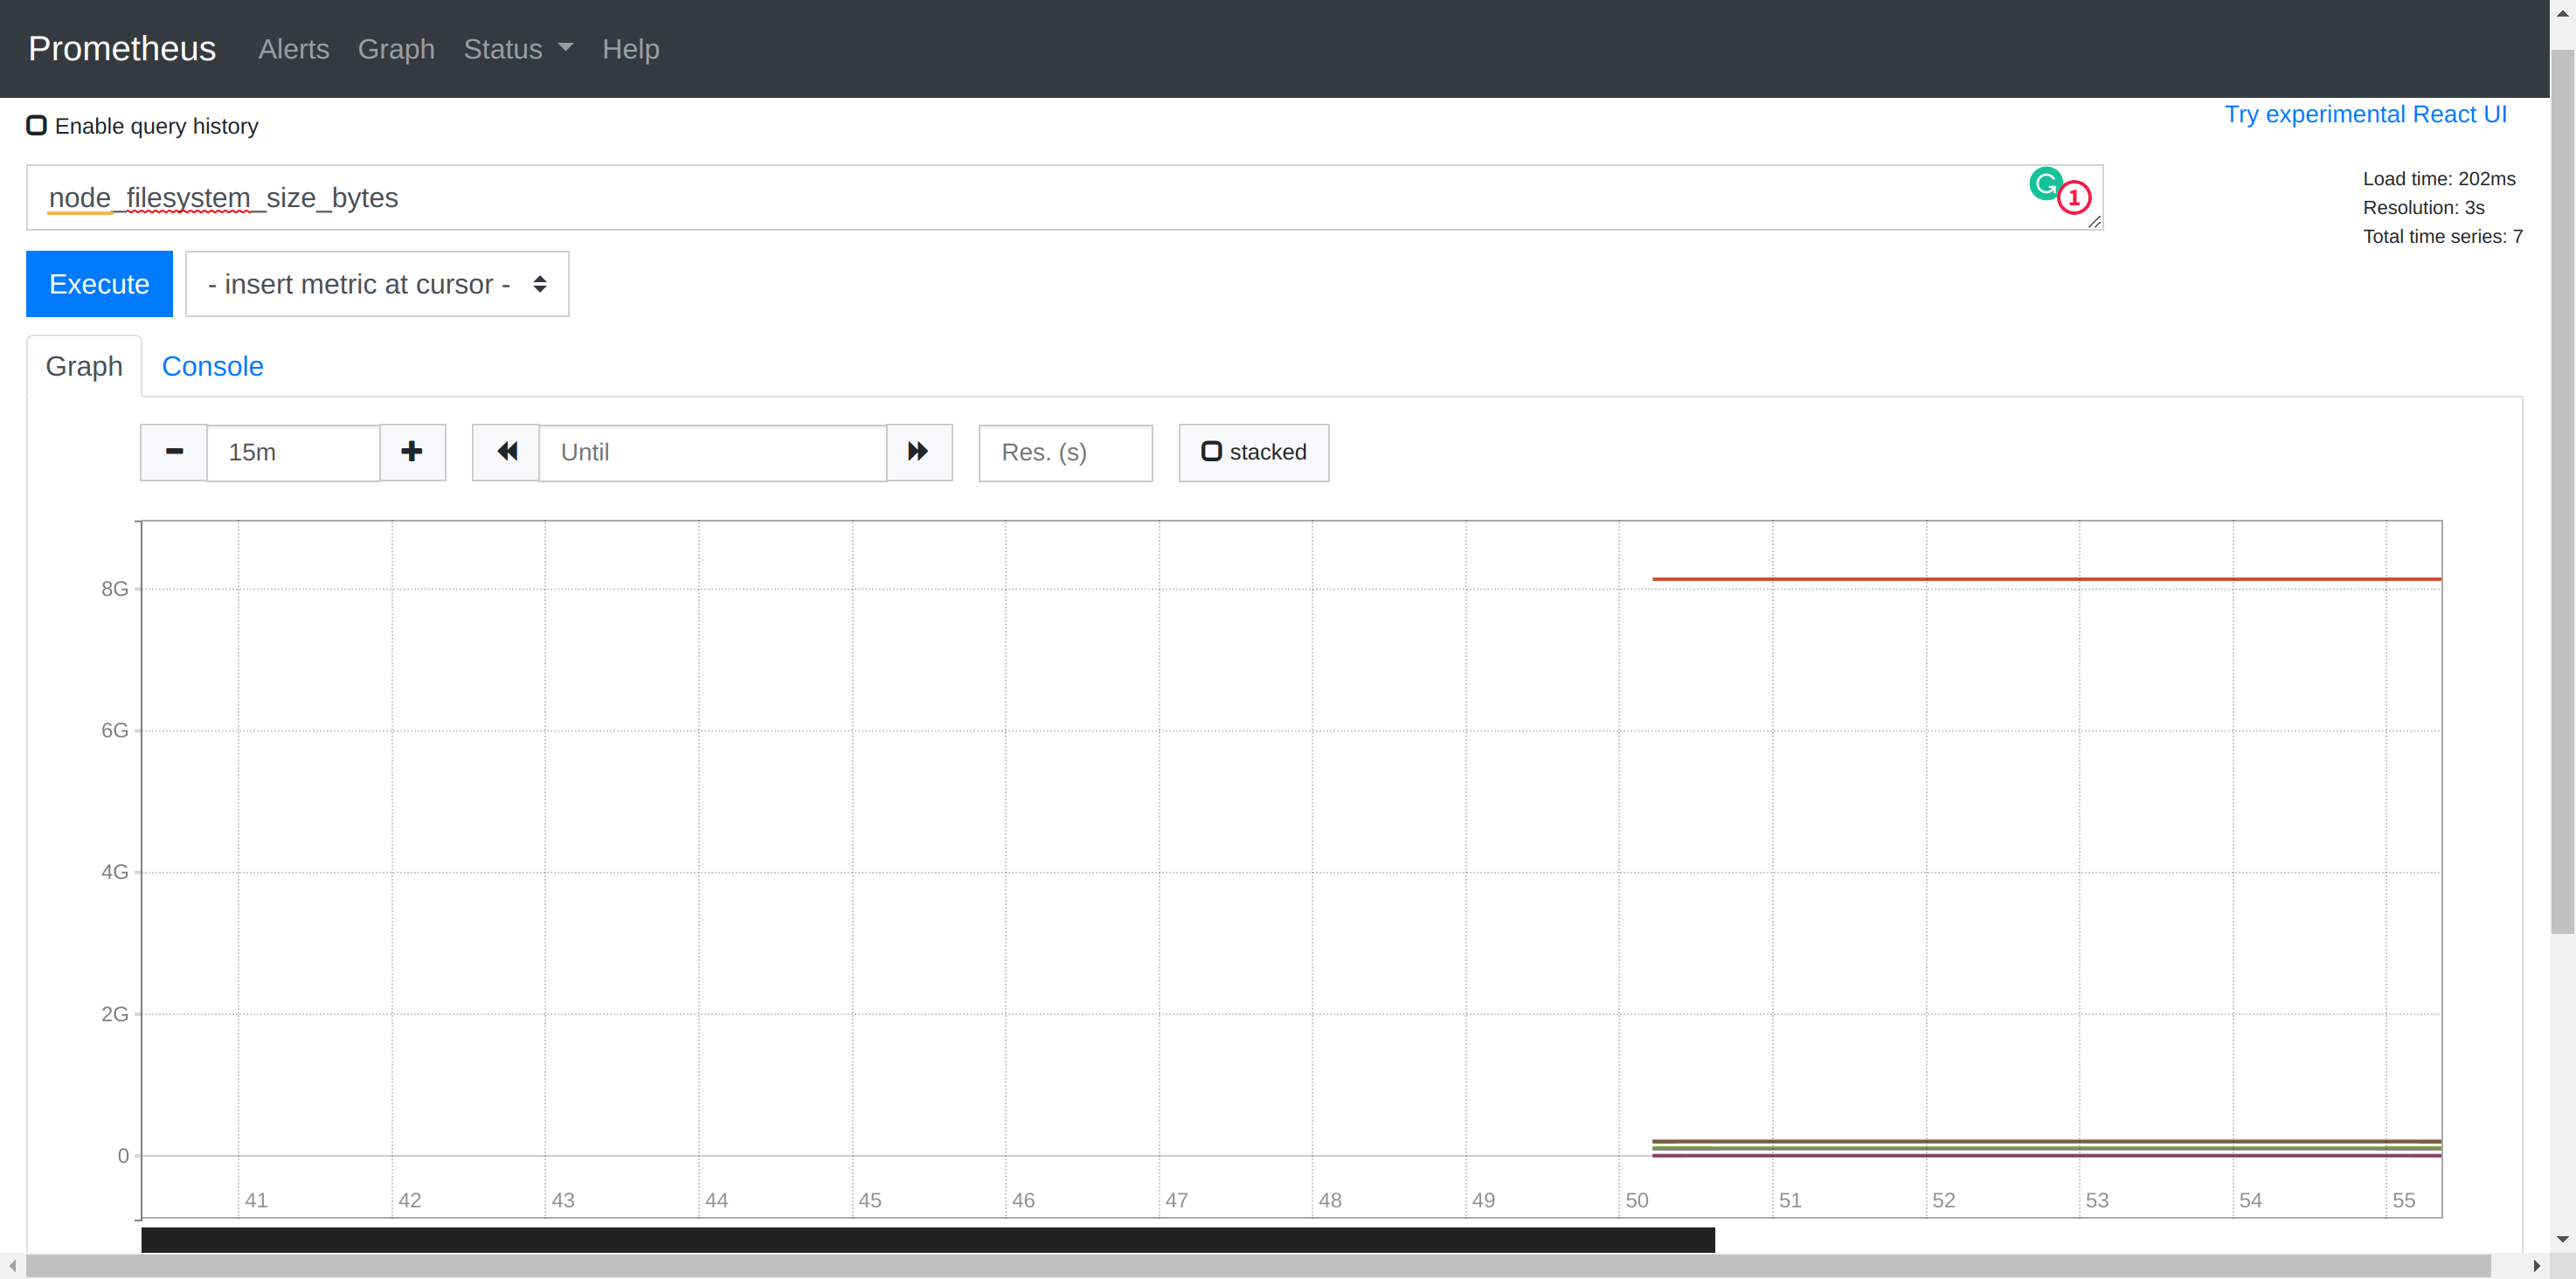 Prometheus Alerts Graph Status Help
Enable query history
Try experimental React UI
node_filesystem_size_bytes
1
Load time: 202ms
Resolution: 3s
Total time series: 7
Execute
- insert metric at cursor -
Graph Console
15m
Until
Res. (s)
stacked
8G
6G
4G
2G
0
41 42 43 44 45 46 47 48 49 50 51 52 53 54 55